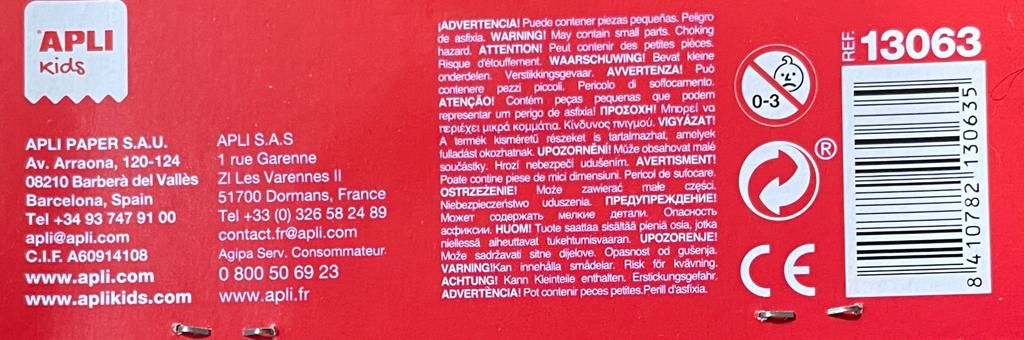 APLI
kids
APLI PAPER S.A.U.
Av. Arraona, 120-124
08210 Barberà del Vallès
Barcelona, Spain
Tel +34 93 747 91 00
apli@apli.com
C.I.F. A60914108
www.apli.com
www.aplikids.com
APLI S.A.S
1 rue Garenne
ZI Les Varennes II
51700 Dormans, France
Tel +33 (0) 326 58 24 89
contact.fr@apli.com
Agipa Serv. Consommateur.
0 800 50 69 23
www.apli.fr
¡ADVERTENCIA! Puede contener piezas pequeñas. Peligro
de asfixia. WARNING! May contain small parts. Choking
hazard. ATTENTION! Peut contenir des petites pièces.
Risque d'étouffement. WAARSCHUWING! Bevat kleine
onderdelen. Verstikkingsgevaar. AVVERTENZA! Può
contenere pezzi piccoli. Pericolo di soffocamento.
ATENÇÃO! Contém peças pequenas que podem
representar um perigo de asfixia! ΠΡΟΣΟΧΗ! Μπορεί να
περιέχει μικρά κομμάτια. Κίνδυνος πνιγμού. VIGYÁZAT!
A termék kisméretű részeket is tartalmazhat, amelyek
fulladást okozhatnak. UPOZORNĚNÍ! Může obsahovat malé
součástky. Hrozí nebezpečí udušením. AVERTISMENT!
Poate contine piese de mici dimensiuni. Pericol de sufocare.
OSTRZEŻENIE! Może zawierać małe części.
Niebezpieczeństwo uduszenia. ПРЕДУПРЕЖДЕНИЕ!
Может содержать мелкие детали. Опасность
асфиксии. HUOM! Tuote saattaa sisältää pieniä osia, jotka
niellessä aiheuttavat tukehtumisvaaran. UPOZORENJE!
Može sadržavati sitne dijelove. Opasnost od gušenja.
VARNING!Kan innehålla smådelar. Risk för kvävning.
ACHTUNG! Kann Kleinteile enthalten. Erstickungsgefahr.
ADVERTÈNCIA! Pot contenir peces petites.Perill d'asfíxia.
0-3
®
CE
REF. 13063
8 410782 130635